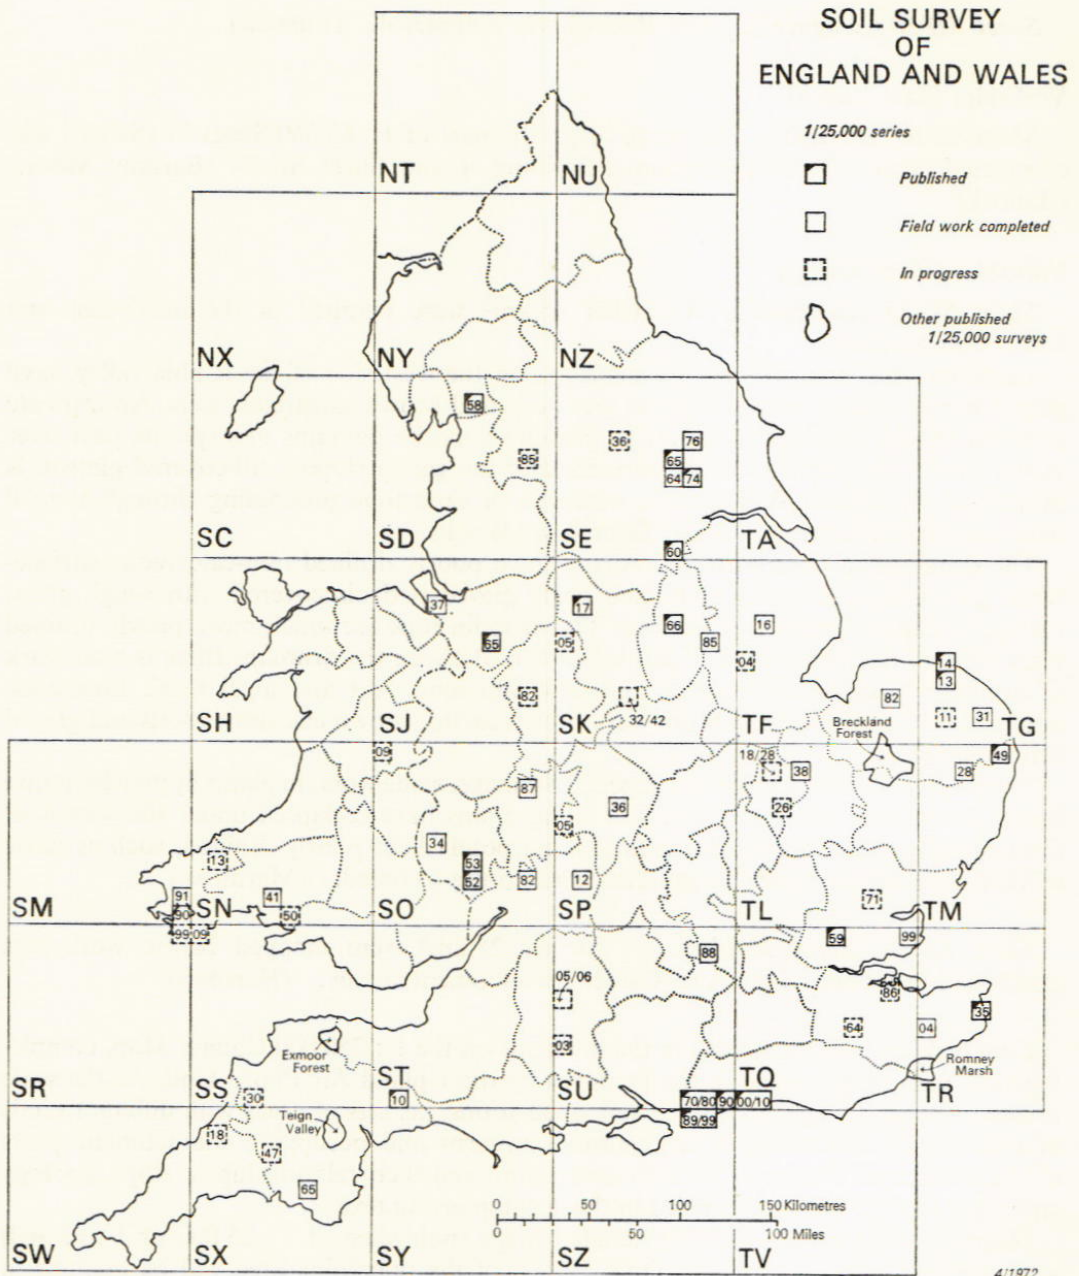 SOIL SURVEY
OF
ENGLAND AND WALES
1/25,000 series
Published
Field work completed
In progress
Other published
1/25,000 surveys
NT
NU
NX
NY
NZ
58
36
76
85
65
64 74
SC
SD
SE
TA
60
37
17
65
05
66
85
16
04
14
13
82
82
11
31
SH
SJ
SK
32/42
TF
Breckland
Forest
TG
09
18/28
38
49
28
87
36
26
05
34
13
53
52
82
12
71
91
41
SM
90
SN
50
SO
SP
TL
TM
99 09
59
99
88
05/06
86
35
64
04
03
Exmoor
Forest
Romney
Marsh
SR
SS
ST
SU
TQ
TR
30
10
70/80 90 00/10
89/99
18
Teign
Valley
47
65
0 50 100 150 Kilometres
0 50 100 Miles
SW
SX
SY
SZ
TV
4/1972